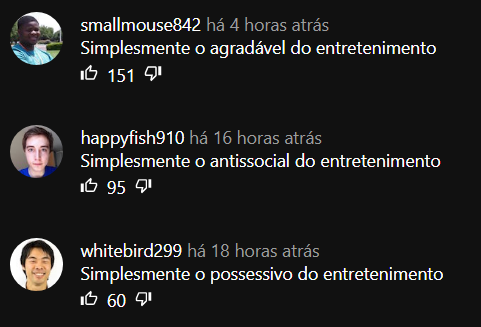 smallmouse842 há 4 horas atrás
Simplesmente o agradável do entretenimento
151
happyfish910 há 16 horas atrás
Simplesmente o antissocial do entretenimento
95
whitebird299 há 18 horas atrás
Simplesmente o possessivo do entretenimento
60